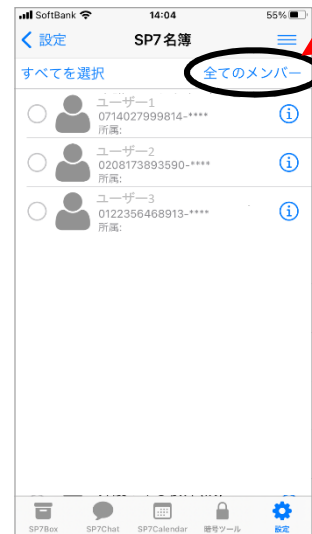 SoftBank 14:04 55%
設定 SP7名簿
すべてを選択 全てのメンバー
ユーザー1
0714027999814-****
所属:
ユーザー2
0208173893590-****
所属:
ユーザー3
0122356468913-****
所属:
SP7Box SP7Chat SP7Calendar 暗号ツール 設定